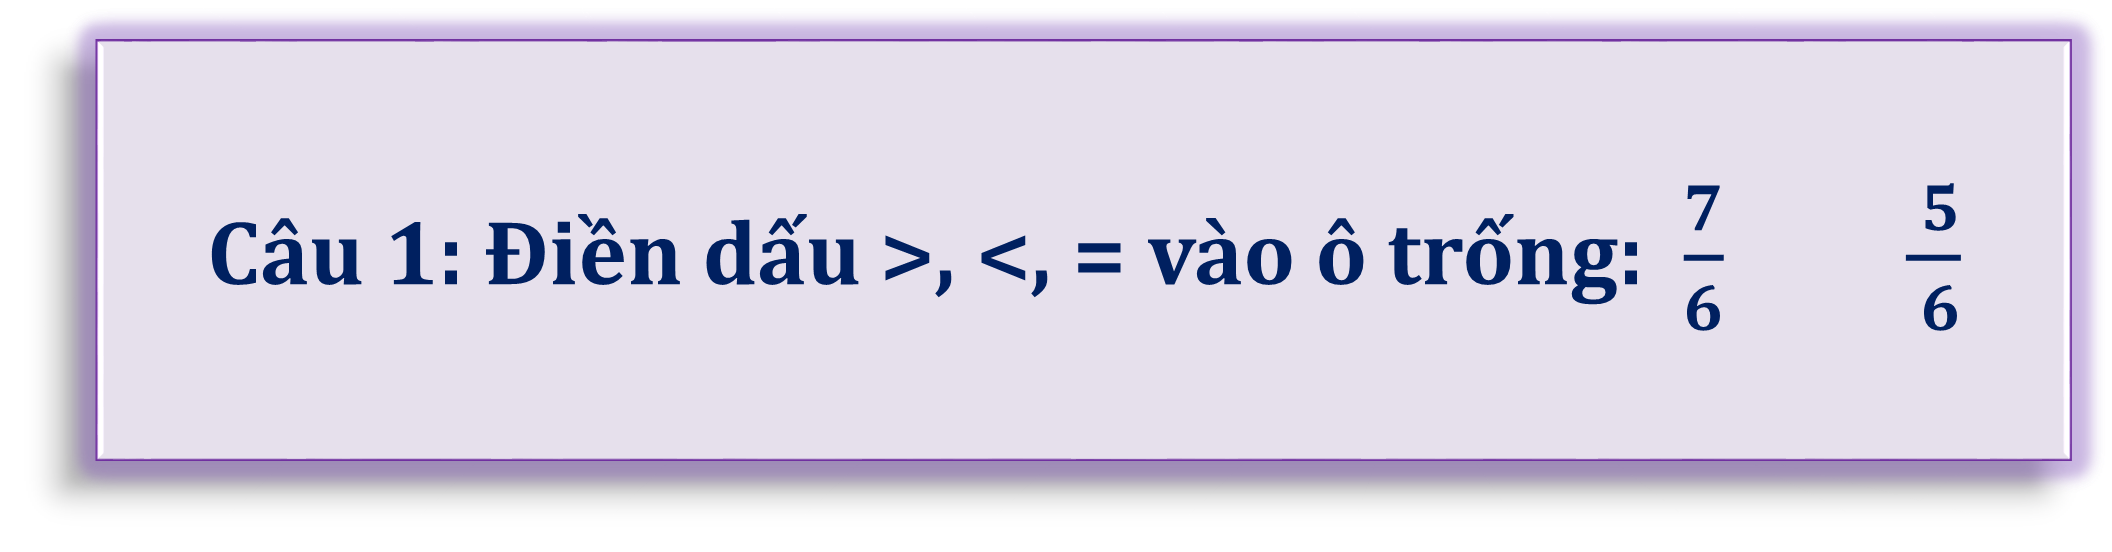 Câu 1: Điền dấu >, <, = vào ô trống: 7/6 5/6